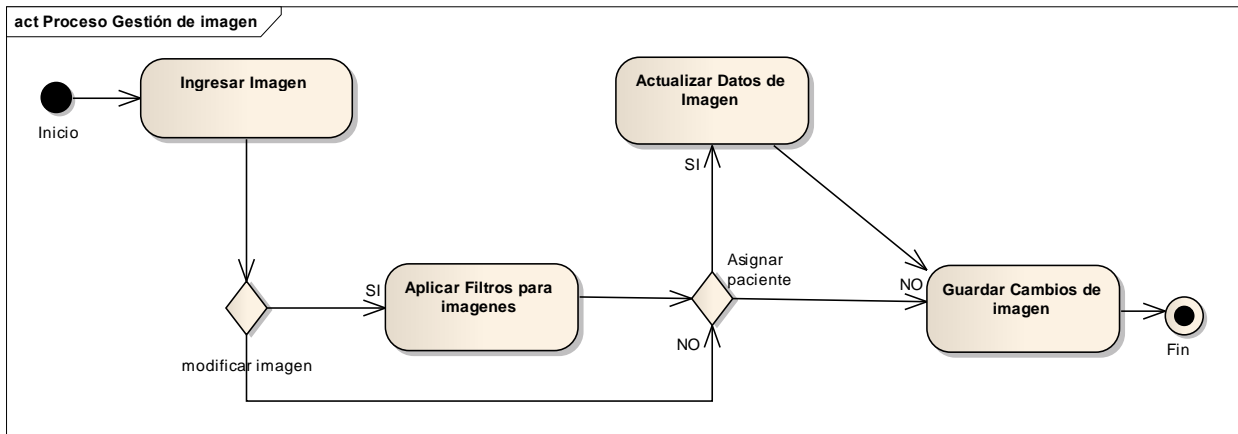 act Proceso Gestión de imagen
Inicio
Ingresar Imagen
Actualizar Datos de
Imagen
SI
modificar imagen
SI
Aplicar Filtros para
imagenes
Asignar
paciente
NO
NO
Guardar Cambios de
imagen
Fin